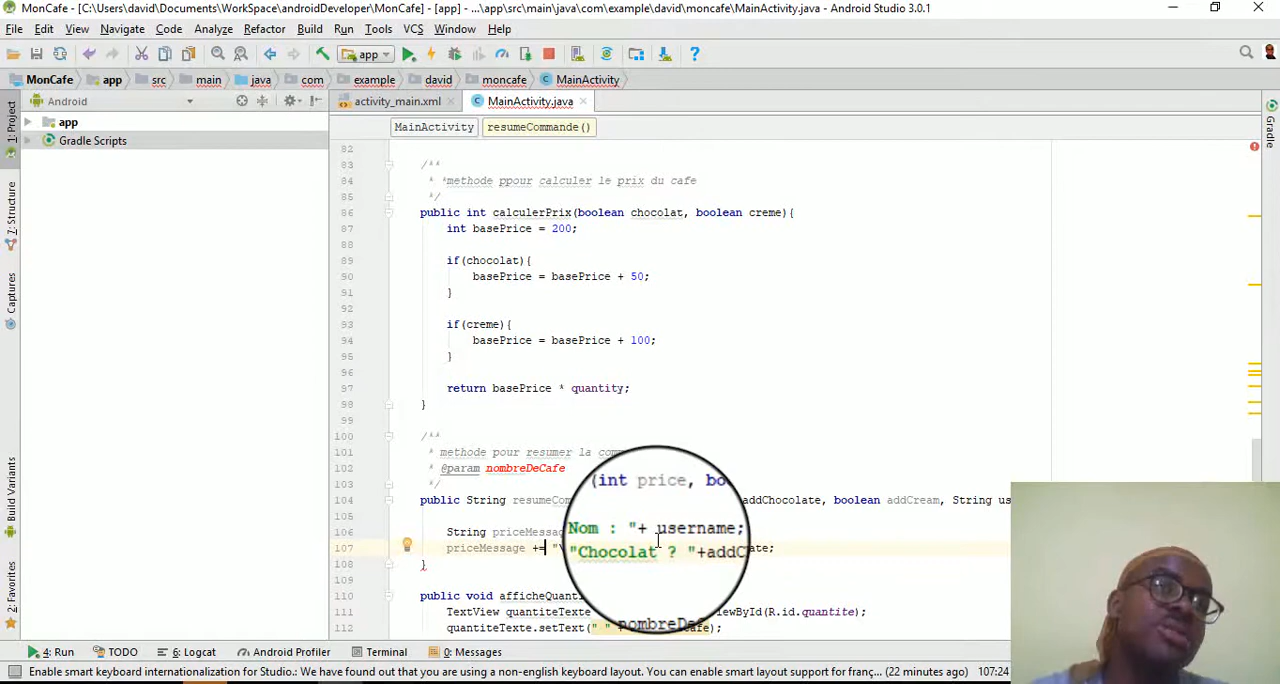 MonCafe - [C:\Users\david\Documents\WorkSpace\androidDeveloper\MonCafe] - [app] - ...\app\src\main\java\com\example\david\moncafe\MainActivity.java - Android Studio 3.0.1
File Edit View Navigate Code Analyze Refactor Build Run Tools VCS Window Help
app
MonCafe app src main java com example david moncafe MainActivity
Android
activity_main.xml MainActivity.java
1: Project
7: Structure
Captures
Build Variants
2: Favorites
Gradle
app
Gradle Scripts
MainActivity resumeCommande()
82
83 /**
84 * *methode ppour calculer le prix du cafe
85 */
86 public int calculerPrix(boolean chocolat, boolean creme){
87 int basePrice = 200;
88
89 if(chocolat){
90 basePrice = basePrice + 50;
91 }
92
93 if(creme){
94 basePrice = basePrice + 100;
95 }
96
97 return basePrice * quantity;
98 }
99
100 /**
101 * methode pour resumer la
102 * @param nombreDeCafe
103 */
104 public String (int price, addChocolate, boolean addCream, String
106 String Nom : "+ username;
107 priceMessage += "Chocolat ? "
108 }
109
110 public void
111 TextView quantiteTexte (R.id.quantite);
112 quantiteTexte.setText(" " + nombreDeCafe);
4: Run TODO 6: Logcat Android Profiler Terminal 0: Messages
Enable smart keyboard internationalization for Studio.: We have found out that you are using a non-english keyboard layout. You can enable smart layout support for franç... (22 minutes ago) 107:24